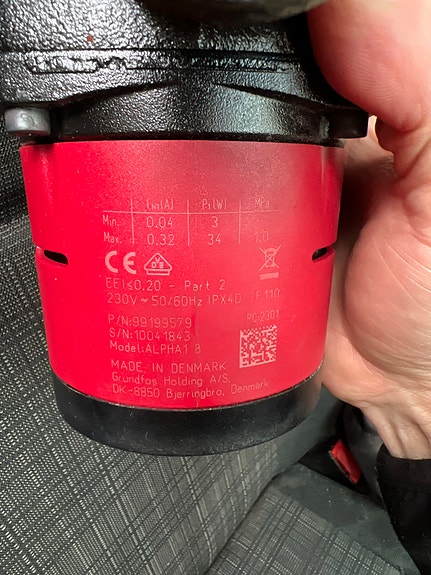 I₁/₁(A) P₁(W) MPa
Min. 0.04 3
Max. 0.32 34 1.0
CE
EEI≤0.20 - Part 2
230V ~ 50/60Hz IPX4D F 110
P/N:99199579 PC:2301
S/N:10041843
Model:ALPHA1 B
MADE IN DENMARK
Grundfos Holding A/S,
DK-8850 Bjerringbro, Denmark